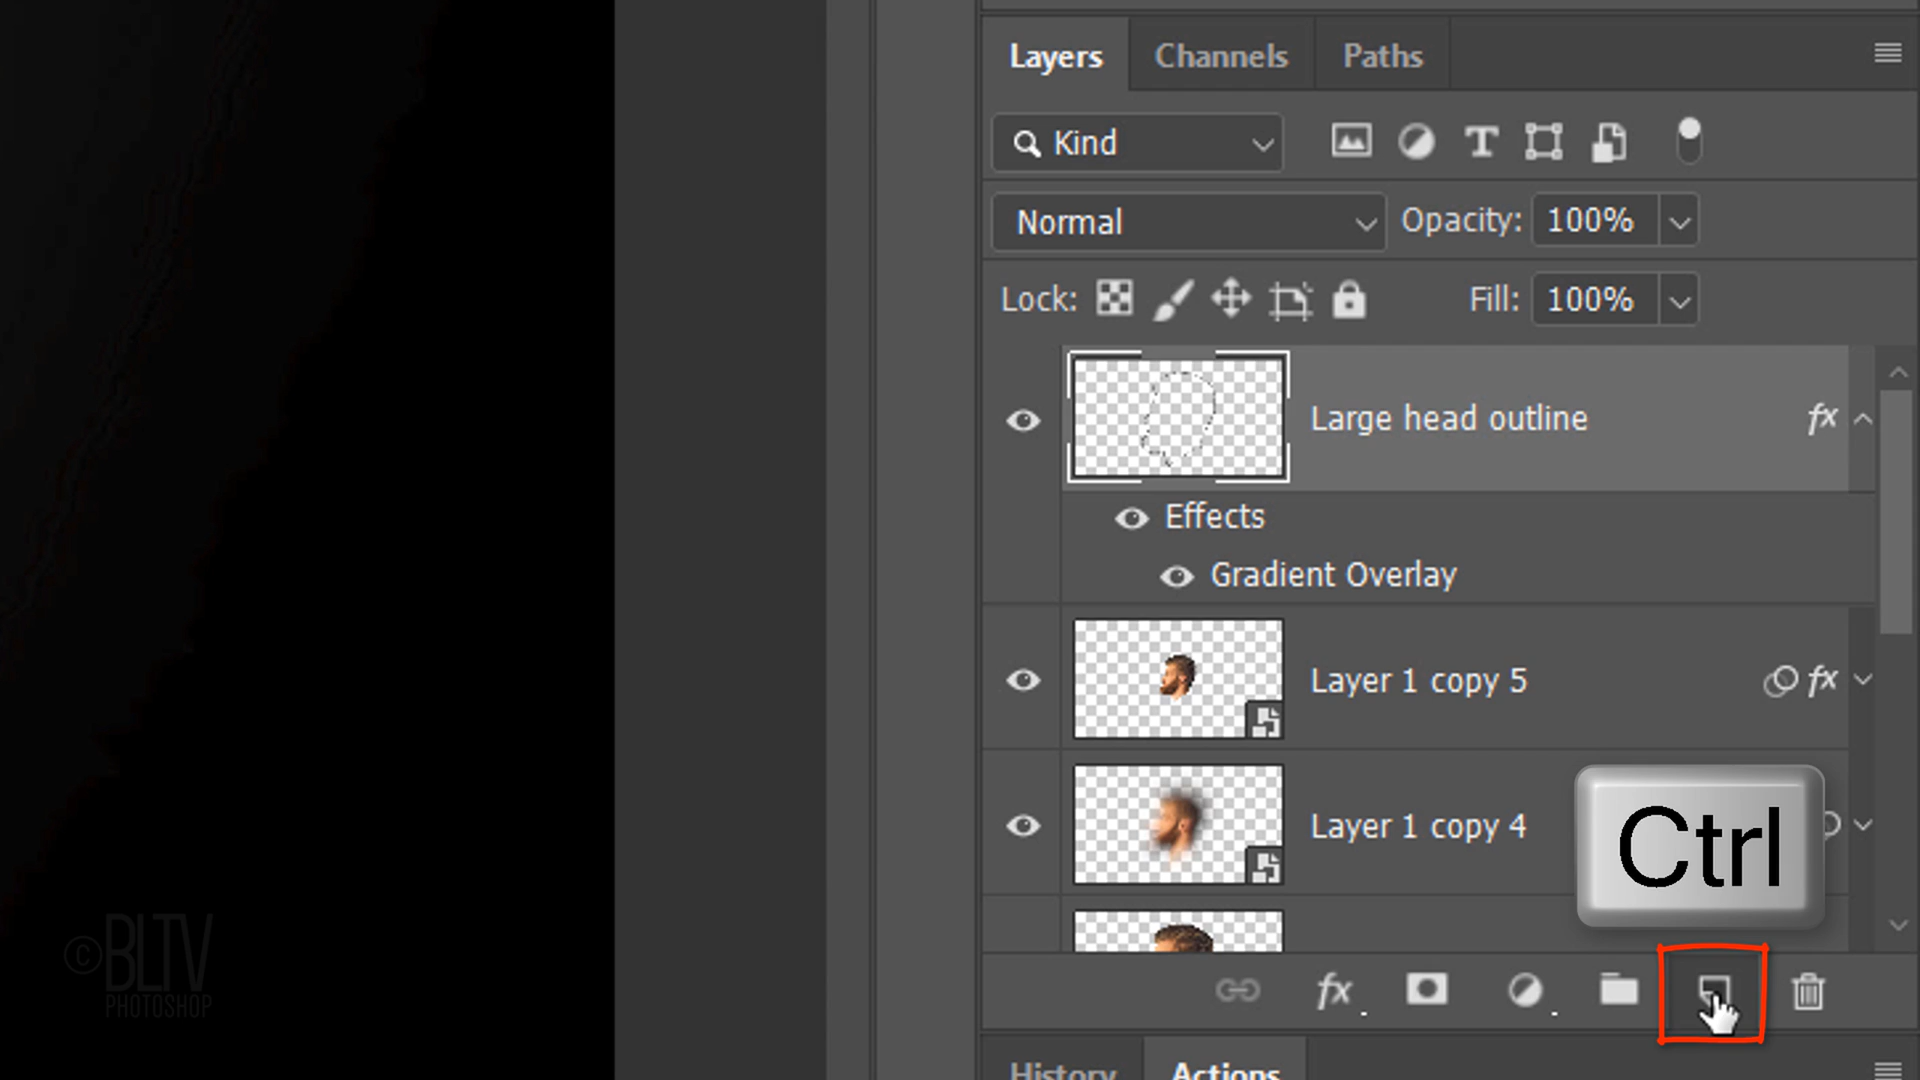 Layers Channels Paths
Kind
Normal Opacity: 100%
Lock: Fill: 100%
Large head outline fx
Effects
Gradient Overlay
Layer 1 copy 5 fx
Layer 1 copy 4
Ctrl
fx
© BLTV
PHOTOSHOP
History Actions